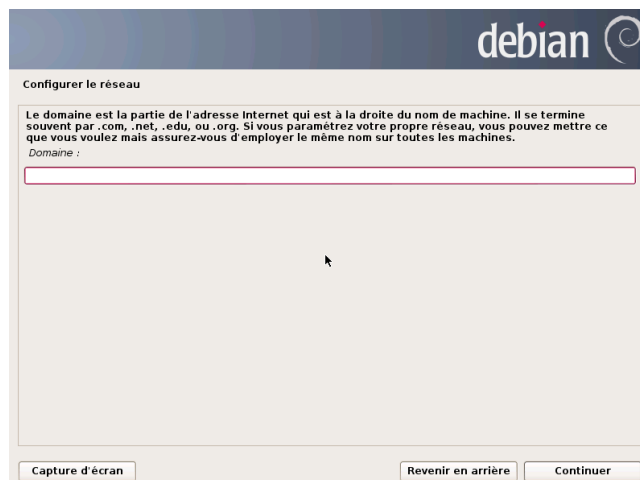 debian
Configurer le réseau
Le domaine est la partie de l'adresse Internet qui est à la droite du nom de machine. Il se termine
souvent par .com, .net, .edu, ou .org. Si vous paramétrez votre propre réseau, vous pouvez mettre ce
que vous voulez mais assurez-vous d'employer le même nom sur toutes les machines.
Domaine :
Capture d'écran
Revenir en arrière
Continuer